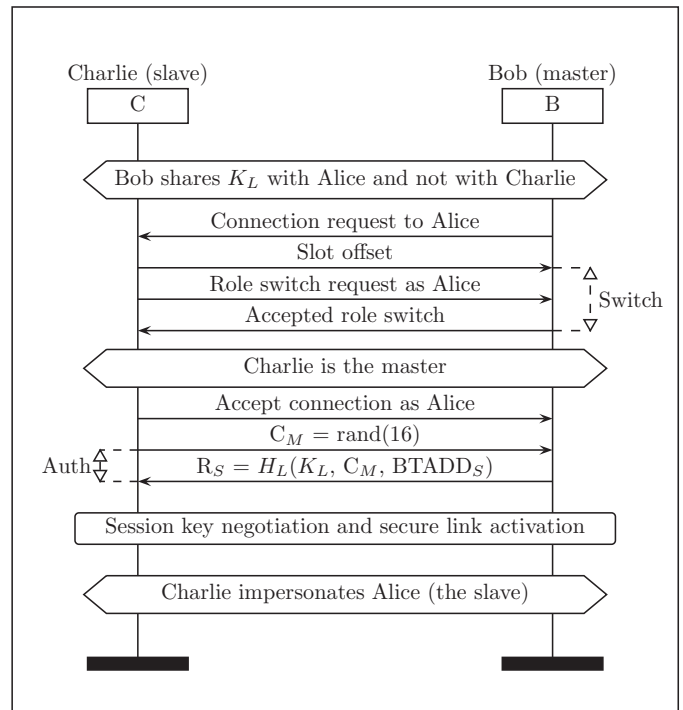 Charlie (slave)
Bob (master)
C
B
Bob shares K_L with Alice and not with Charlie
Connection request to Alice
Slot offset
Role switch request as Alice
Switch
Accepted role switch
Charlie is the master
Accept connection as Alice
C_M = rand(16)
Auth
R_S = H_L(K_L, C_M, BTADD_S)
Session key negotiation and secure link activation
Charlie impersonates Alice (the slave)